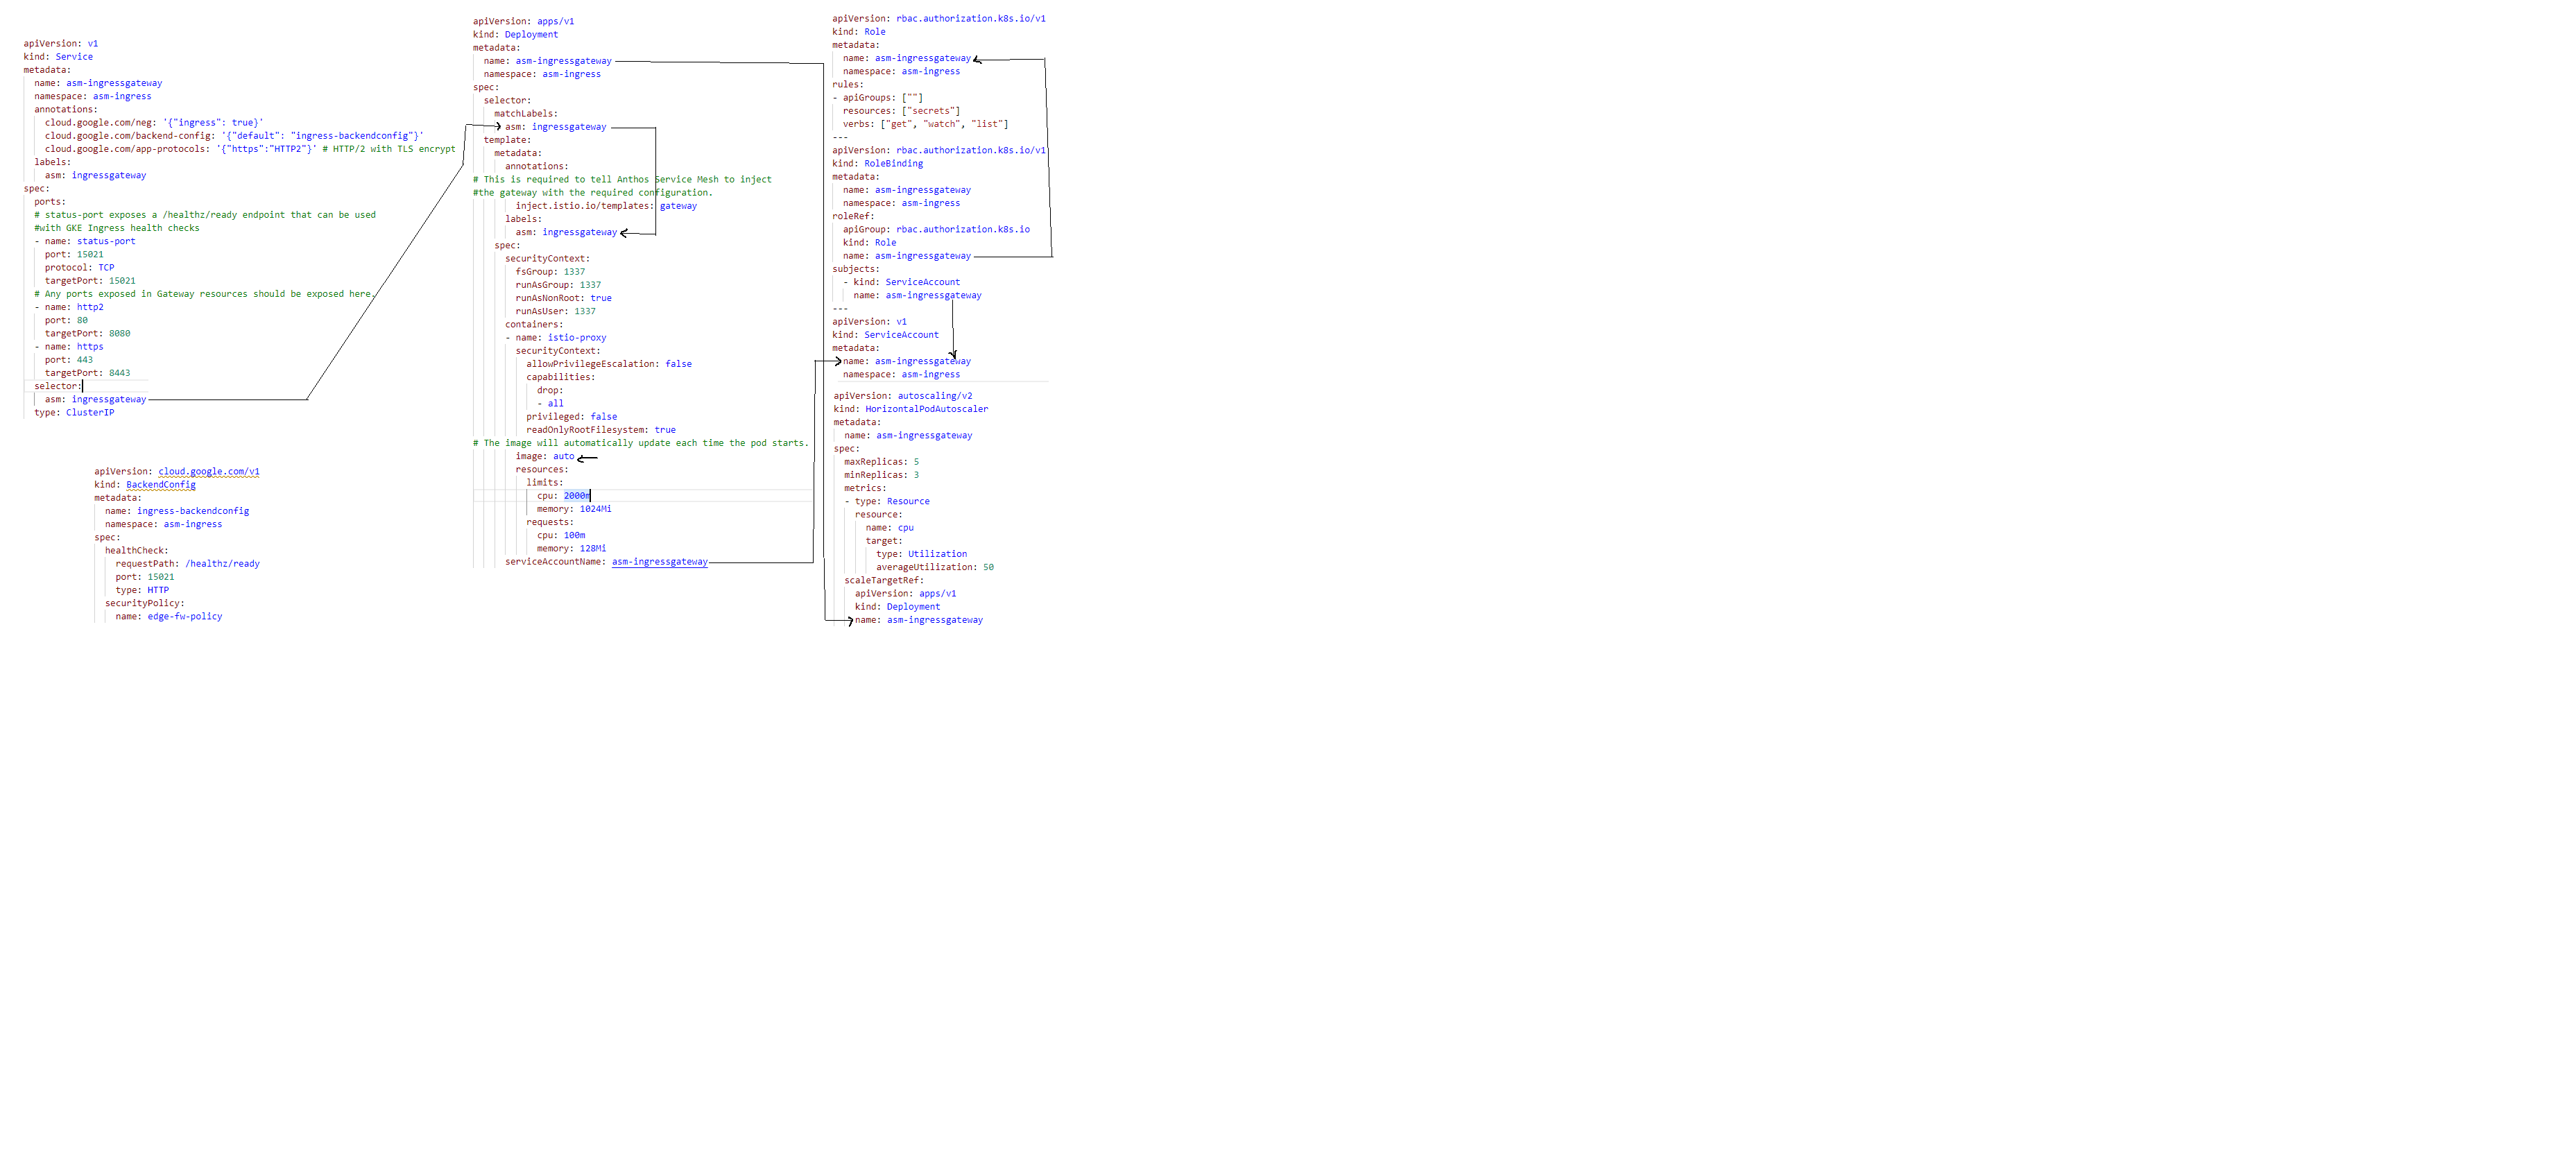 apiVersion: v1
kind: Service
metadata:
  name: asm-ingressgateway
  namespace: asm-ingress
  annotations:
    cloud.google.com/neg: '{"ingress": true}'
    cloud.google.com/backend-config: '{"default": "ingress-backendconfig"}'
    cloud.google.com/app-protocols: '{"https":"HTTP2"}' # HTTP/2 with TLS encrypt
  labels:
    asm: ingressgateway
spec:
  ports:
  # status-port exposes a /healthz/ready endpoint that can be used
  #with GKE Ingress health checks
  - name: status-port
    port: 15021
    protocol: TCP
    targetPort: 15021
  # Any ports exposed in Gateway resources should be exposed here.
  - name: http2
    port: 80
    targetPort: 8080
  - name: https
    port: 443
    targetPort: 8443
  selector:
    asm: ingressgateway
  type: ClusterIP
apiVersion: cloud.google.com/v1
kind: BackendConfig
metadata:
  name: ingress-backendconfig
  namespace: asm-ingress
spec:
  healthCheck:
    requestPath: /healthz/ready
    port: 15021
    type: HTTP
  securityPolicy:
    name: edge-fw-policy
apiVersion: apps/v1
kind: Deployment
metadata:
  name: asm-ingressgateway
  namespace: asm-ingress
spec:
  selector:
    matchLabels:
      asm: ingressgateway
  template:
    metadata:
      annotations:
# This is required to tell Anthos Service Mesh to inject
#the gateway with the required configuration.
        inject.istio.io/templates: gateway
      labels:
        asm: ingressgateway
    spec:
      securityContext:
        fsGroup: 1337
        runAsGroup: 1337
        runAsNonRoot: true
        runAsUser: 1337
      containers:
      - name: istio-proxy
        securityContext:
          allowPrivilegeEscalation: false
          capabilities:
            drop:
            - all
          privileged: false
          readOnlyRootFilesystem: true
# The image will automatically update each time the pod starts.
        image: auto
        resources:
          limits:
            cpu: 2000m
            memory: 1024Mi
          requests:
            cpu: 100m
            memory: 128Mi
      serviceAccountName: asm-ingressgateway
apiVersion: rbac.authorization.k8s.io/v1
kind: Role
metadata:
  name: asm-ingressgateway
  namespace: asm-ingress
rules:
- apiGroups: [""]
  resources: ["secrets"]
  verbs: ["get", "watch", "list"]
---
apiVersion: rbac.authorization.k8s.io/v1
kind: RoleBinding
metadata:
  name: asm-ingressgateway
  namespace: asm-ingress
roleRef:
  apiGroup: rbac.authorization.k8s.io
  kind: Role
  name: asm-ingressgateway
subjects:
  - kind: ServiceAccount
    name: asm-ingressgateway
---
apiVersion: v1
kind: ServiceAccount
metadata:
  name: asm-ingressgateway
  namespace: asm-ingress
apiVersion: autoscaling/v2
kind: HorizontalPodAutoscaler
metadata:
  name: asm-ingressgateway
spec:
  maxReplicas: 5
  minReplicas: 3
  metrics:
  - type: Resource
    resource:
      name: cpu
      target:
        type: Utilization
        averageUtilization: 50
  scaleTargetRef:
    apiVersion: apps/v1
    kind: Deployment
    name: asm-ingressgateway